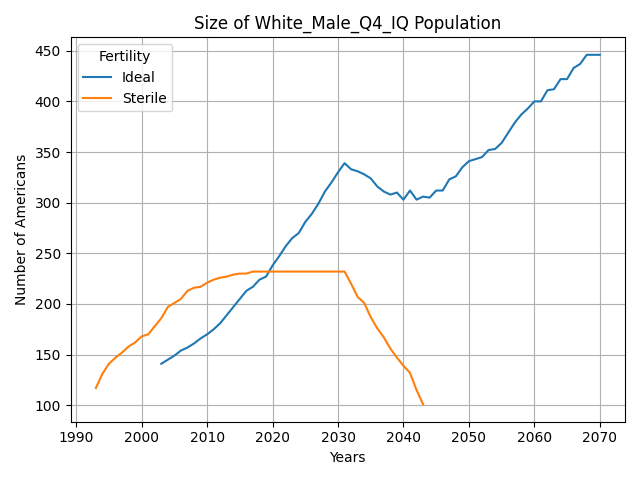 Size of White_Male_Q4_IQ Population
Fertility
Ideal
Sterile
Number of Americans
450
400
350
300
250
200
150
100
1990 2000 2010 2020 2030 2040 2050 2060 2070
Years